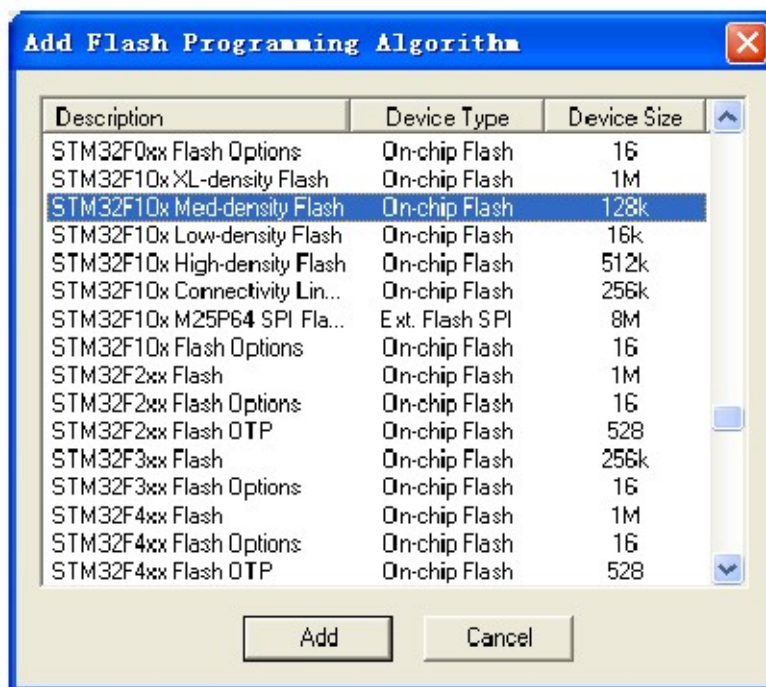 Add Flash Programming Algorithm
Description Device Type Device Size
STM32F0xx Flash Options On-chip Flash 16
STM32F10x XL-density Flash On-chip Flash 1M
STM32F10x Med-density Flash On-chip Flash 128k
STM32F10x Low-density Flash On-chip Flash 16k
STM32F10x High-density Flash On-chip Flash 512k
STM32F10x Connectivity Lin... On-chip Flash 256k
STM32F10x M25P64 SPI Fla... Ext. Flash SPI 8M
STM32F10x Flash Options On-chip Flash 16
STM32F2xx Flash On-chip Flash 1M
STM32F2xx Flash Options On-chip Flash 16
STM32F2xx Flash OTP On-chip Flash 528
STM32F3xx Flash On-chip Flash 256k
STM32F3xx Flash Options On-chip Flash 16
STM32F4xx Flash On-chip Flash 1M
STM32F4xx Flash Options On-chip Flash 16
STM32F4xx Flash OTP On-chip Flash 528
Add Cancel